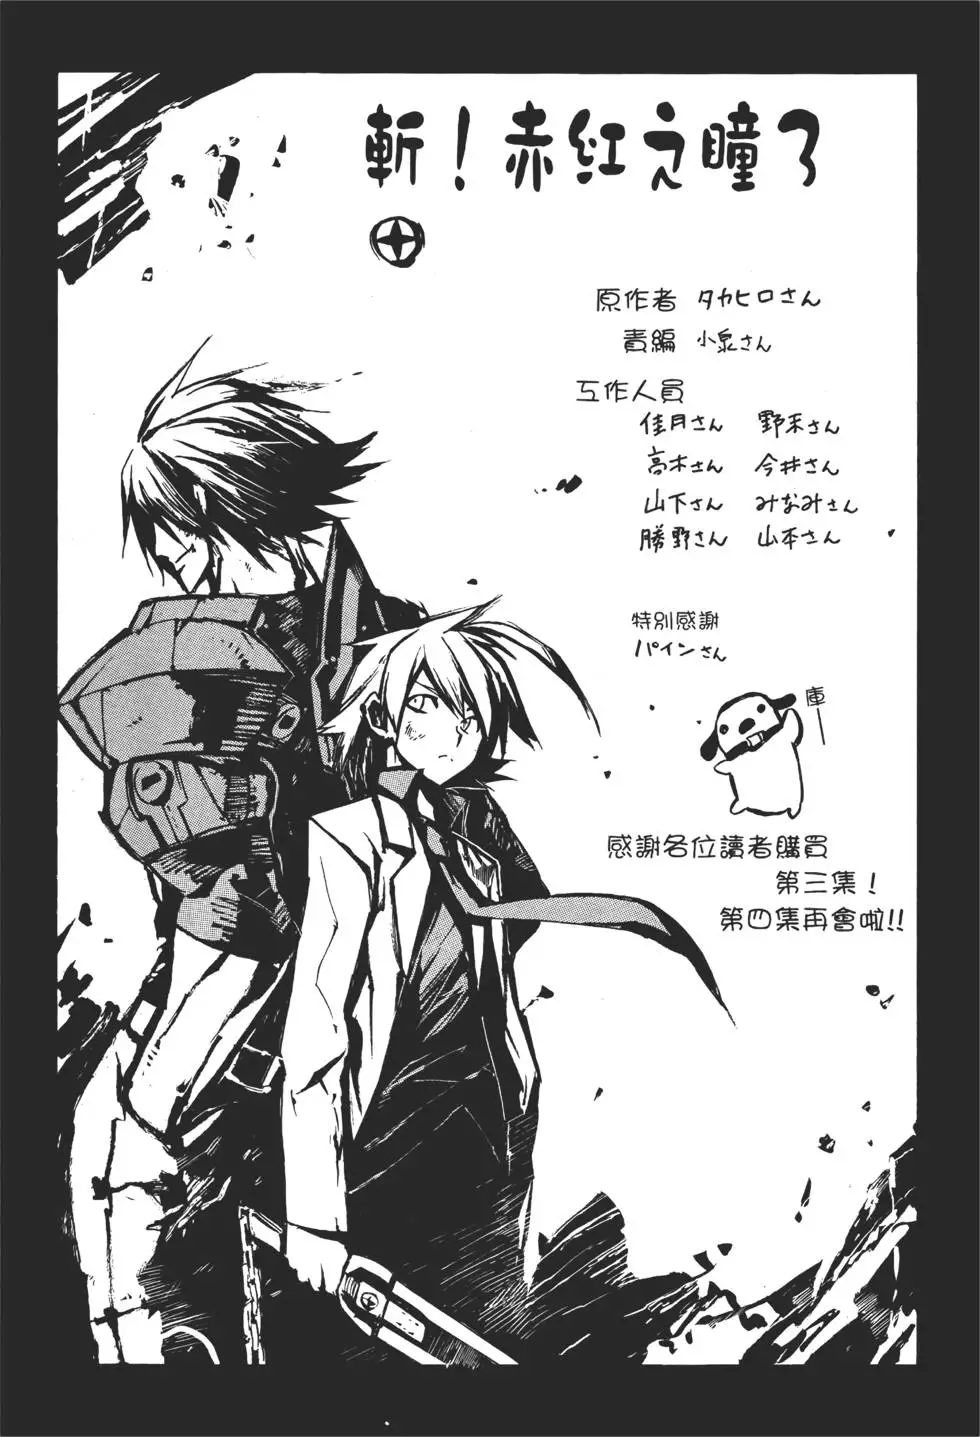 斬！赤紅之瞳 3
原作者 タカヒロさん
責編 小泉さん
工作人員
佳月さん 野禾さん
高木さん 今井さん
山下さん みなみさん
勝野さん 山本さん
特別感謝
パインさん
庫—
感謝各位讀者購買
第三集！
第四集再會啦!!